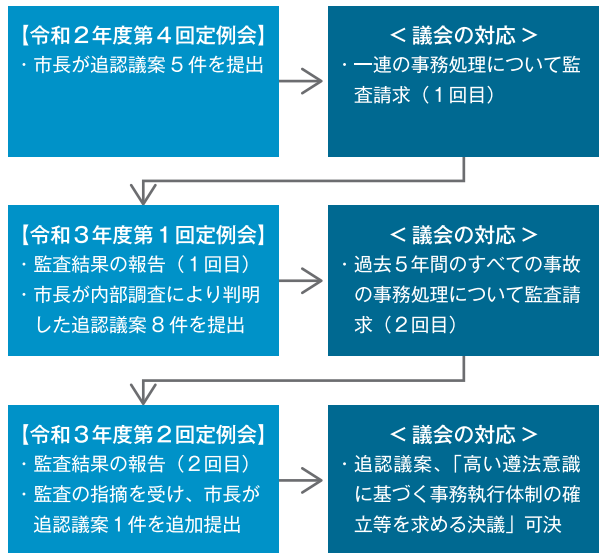 【令和２年度第４回定例会】
・市長が追認議案５件を提出
＜議会の対応＞
・一連の事務処理について監
査請求（１回目）
【令和３年度第１回定例会】
・監査結果の報告（１回目）
・市長が内部調査により判明
した追認議案８件を提出
＜議会の対応＞
・過去５年間のすべての事故
の事務処理について監査請
求（２回目）
【令和３年度第２回定例会】
・監査結果の報告（２回目）
・監査の指摘を受け、市長が
追認議案１件を追加提出
＜議会の対応＞
・追認議案、「高い遵法意識
に基づく事務執行体制の確
立等を求める決議」可決